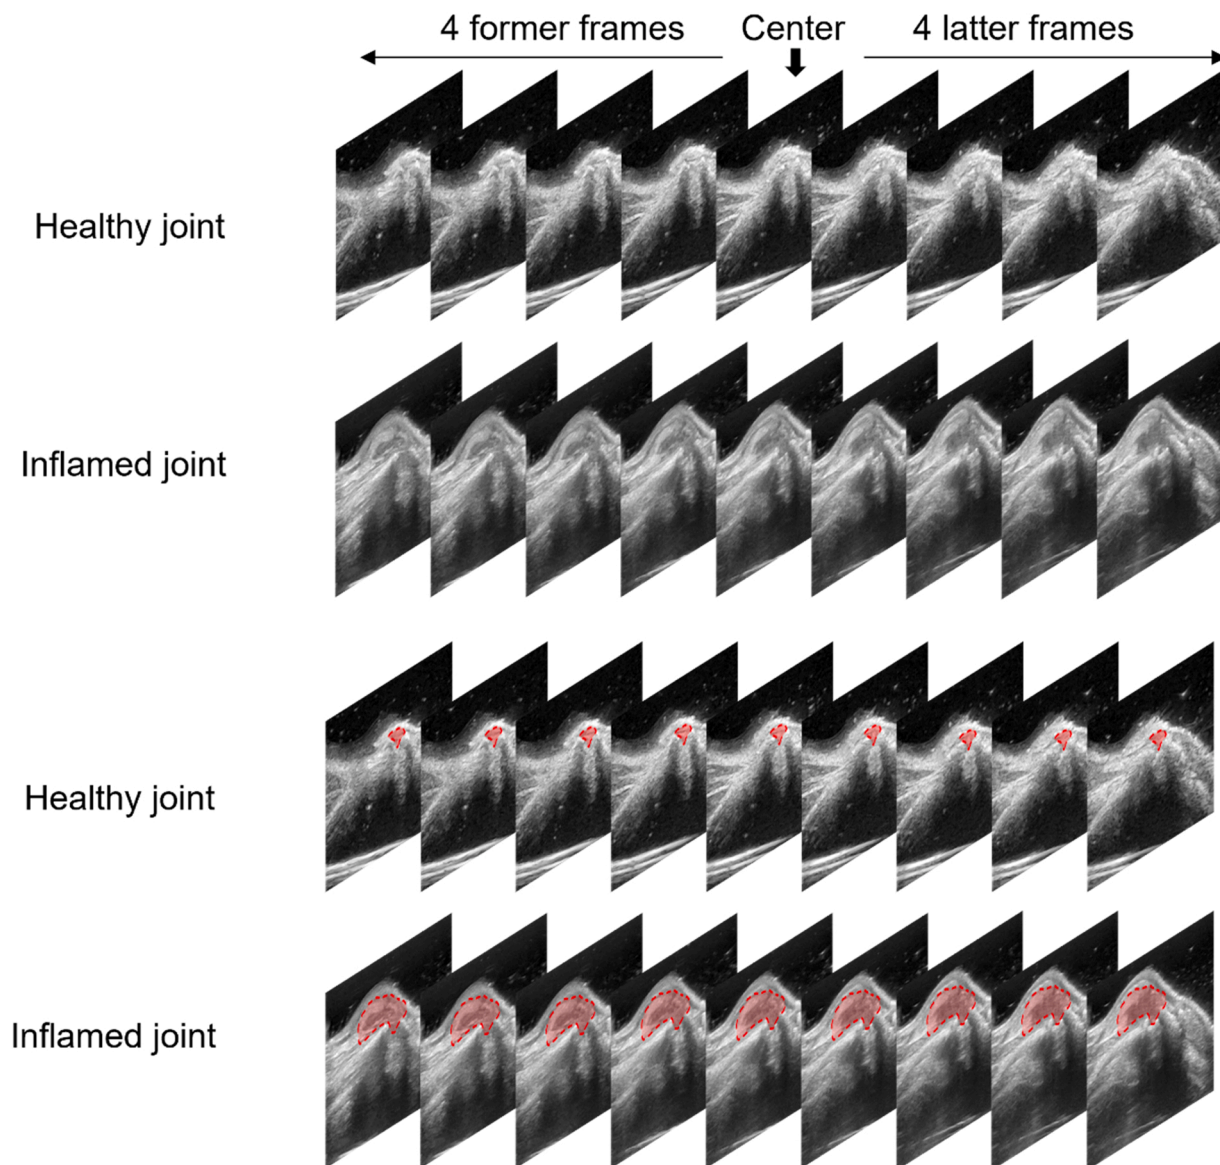 4 former frames
Center
4 latter frames
Healthy joint
Inflamed joint
Healthy joint
Inflamed joint